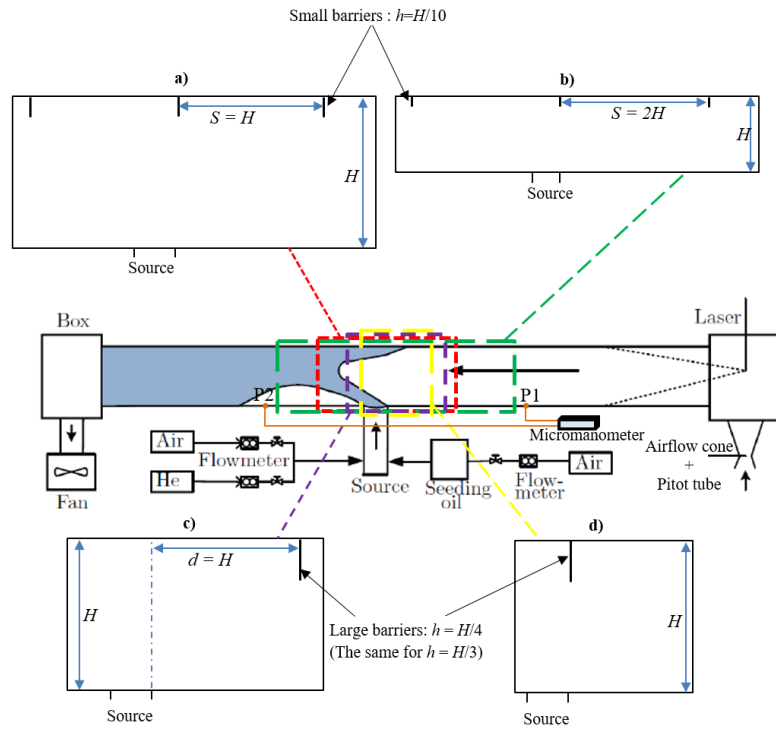 Small barriers : h=H/10
a)
b)
S = H
S = 2H
H
H
Source
Source
Box
Laser
P2
P1
Micromanometer
Air
Flowmeter
He
Fan
Source
Seeding
oil
Flow-
meter
Air
Airflow cone
+
Pitot tube
c)
d)
d = H
H
H
Large barriers: h = H/4
(The same for h = H/3)
Source
Source